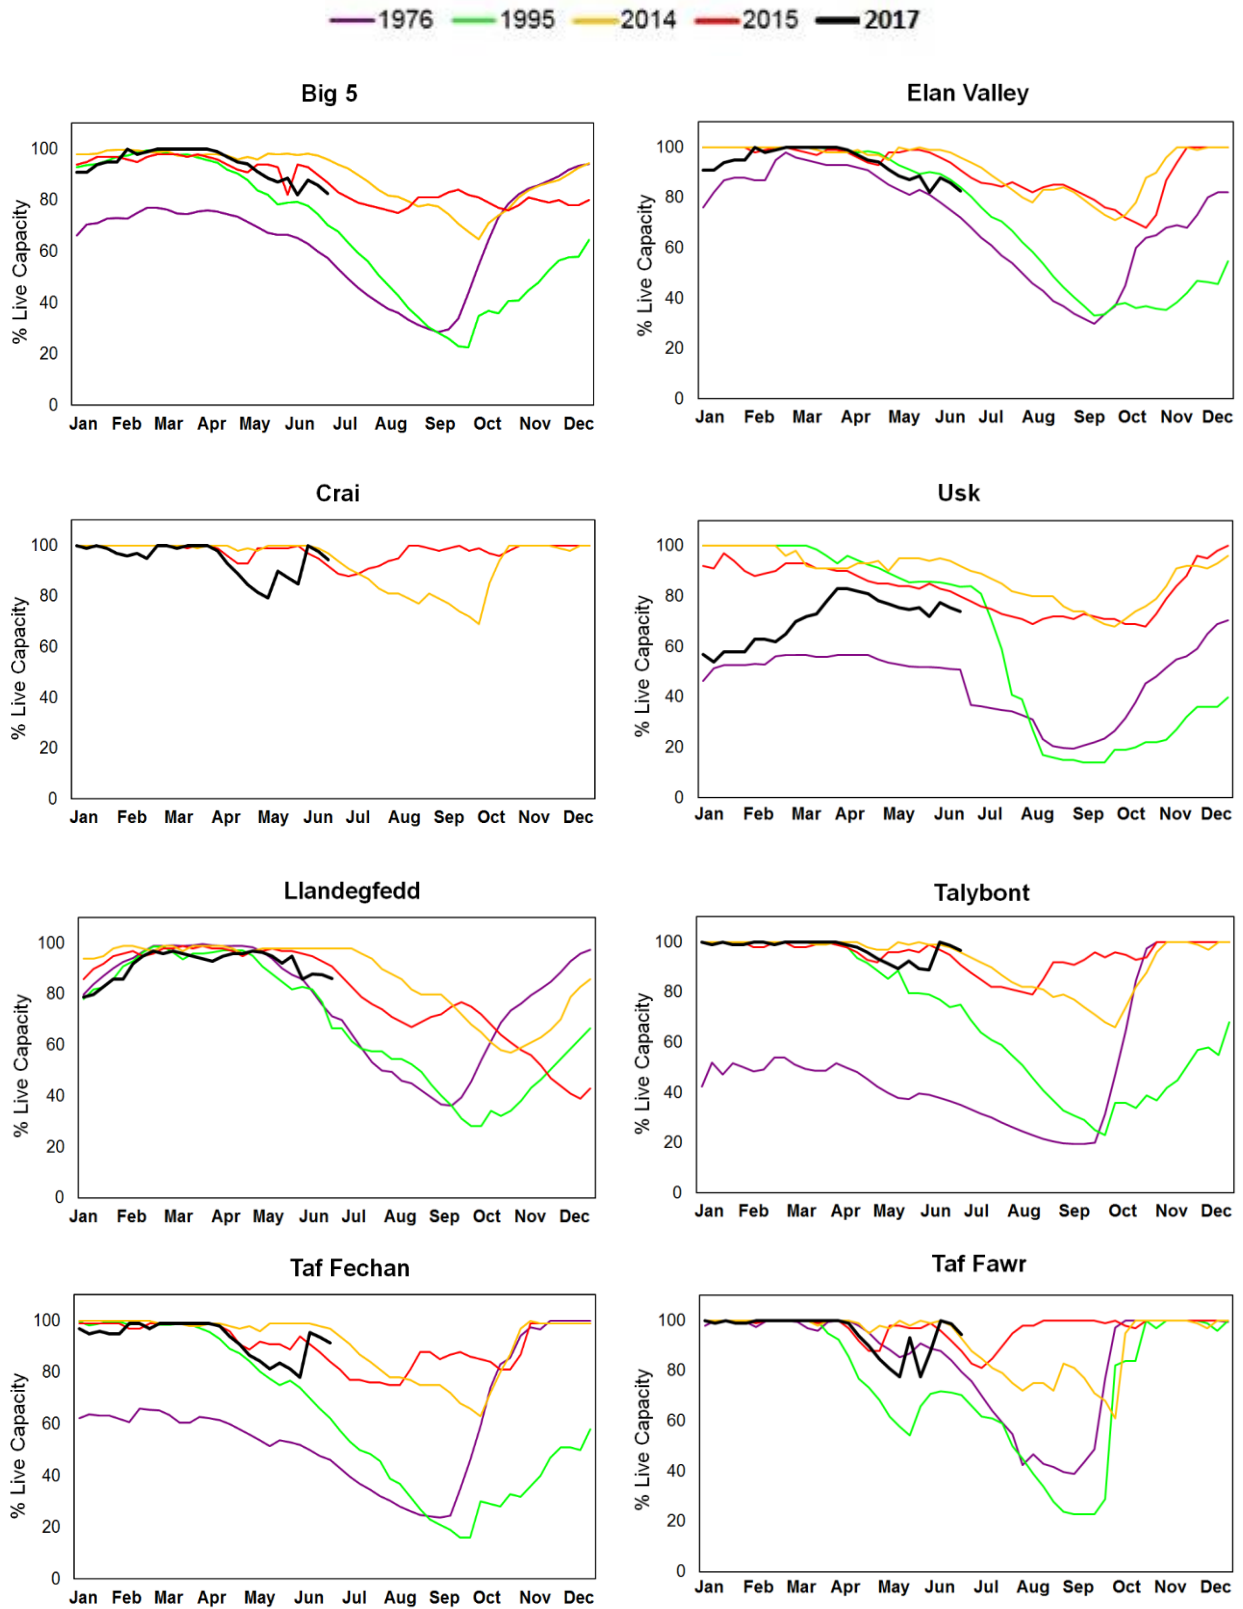 1976 1995 2014 2015 2017
Big 5
% Live Capacity
100
80
60
40
20
0
Jan Feb Mar Apr May Jun Jul Aug Sep Oct Nov Dec
Elan Valley
% Live Capacity
100
80
60
40
20
0
Jan Feb Mar Apr May Jun Jul Aug Sep Oct Nov Dec
Crai
% Live Capacity
100
80
60
40
20
0
Jan Feb Mar Apr May Jun Jul Aug Sep Oct Nov Dec
Usk
% Live Capacity
100
80
60
40
20
0
Jan Feb Mar Apr May Jun Jul Aug Sep Oct Nov Dec
Llandegfedd
% Live Capacity
100
80
60
40
20
0
Jan Feb Mar Apr May Jun Jul Aug Sep Oct Nov Dec
Talybont
% Live Capacity
100
80
60
40
20
0
Jan Feb Mar Apr May Jun Jul Aug Sep Oct Nov Dec
Taf Fechan
% Live Capacity
100
80
60
40
20
0
Jan Feb Mar Apr May Jun Jul Aug Sep Oct Nov Dec
Taf Fawr
% Live Capacity
100
80
60
40
20
0
Jan Feb Mar Apr May Jun Jul Aug Sep Oct Nov Dec